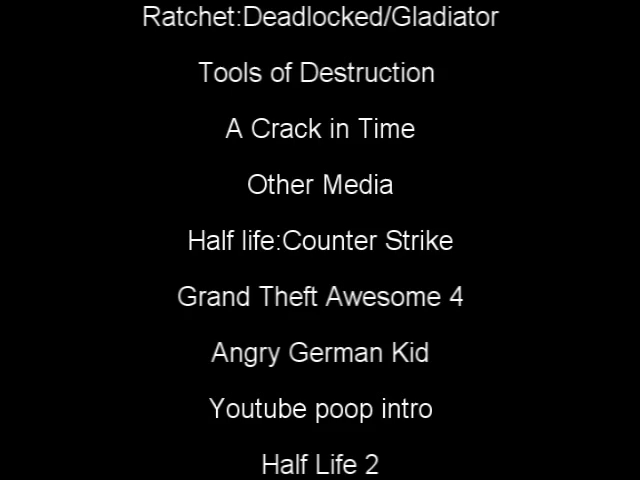 Ratchet:Deadlocked/Gladiator
Tools of Destruction
A Crack in Time
Other Media
Half life:Counter Strike
Grand Theft Awesome 4
Angry German Kid
Youtube poop intro
Half Life 2